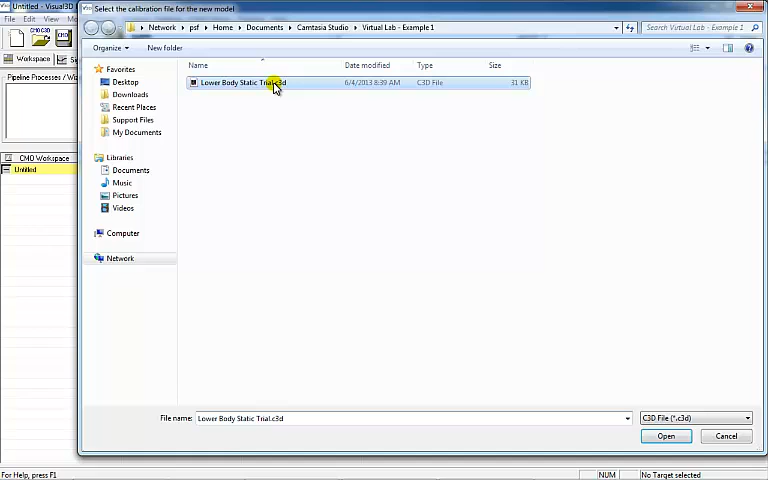 Untitled - Visual3D
Select the calibration file for the new model
File Edit View
Network psf Home Documents Camtasia Studio Virtual Lab - Example 1
Search Virtual Lab - Example 1
CMO C3D
CMO
Organize New folder
Workspace
Pipeline Processes / Wiz
Name Date modified Type Size
Favorites
Lower Body Static Trial.c3d 6/4/2013 8:39 AM C3D File 31 KB
Desktop
Downloads
Recent Places
Support Files
My Documents
CMO Workspace
Libraries
Untitled
Documents
Music
Pictures
Videos
Computer
Network
File name: Lower Body Static Trial.c3d C3D File (*.c3d)
Open Cancel
For Help, press F1 NUM No Target selected